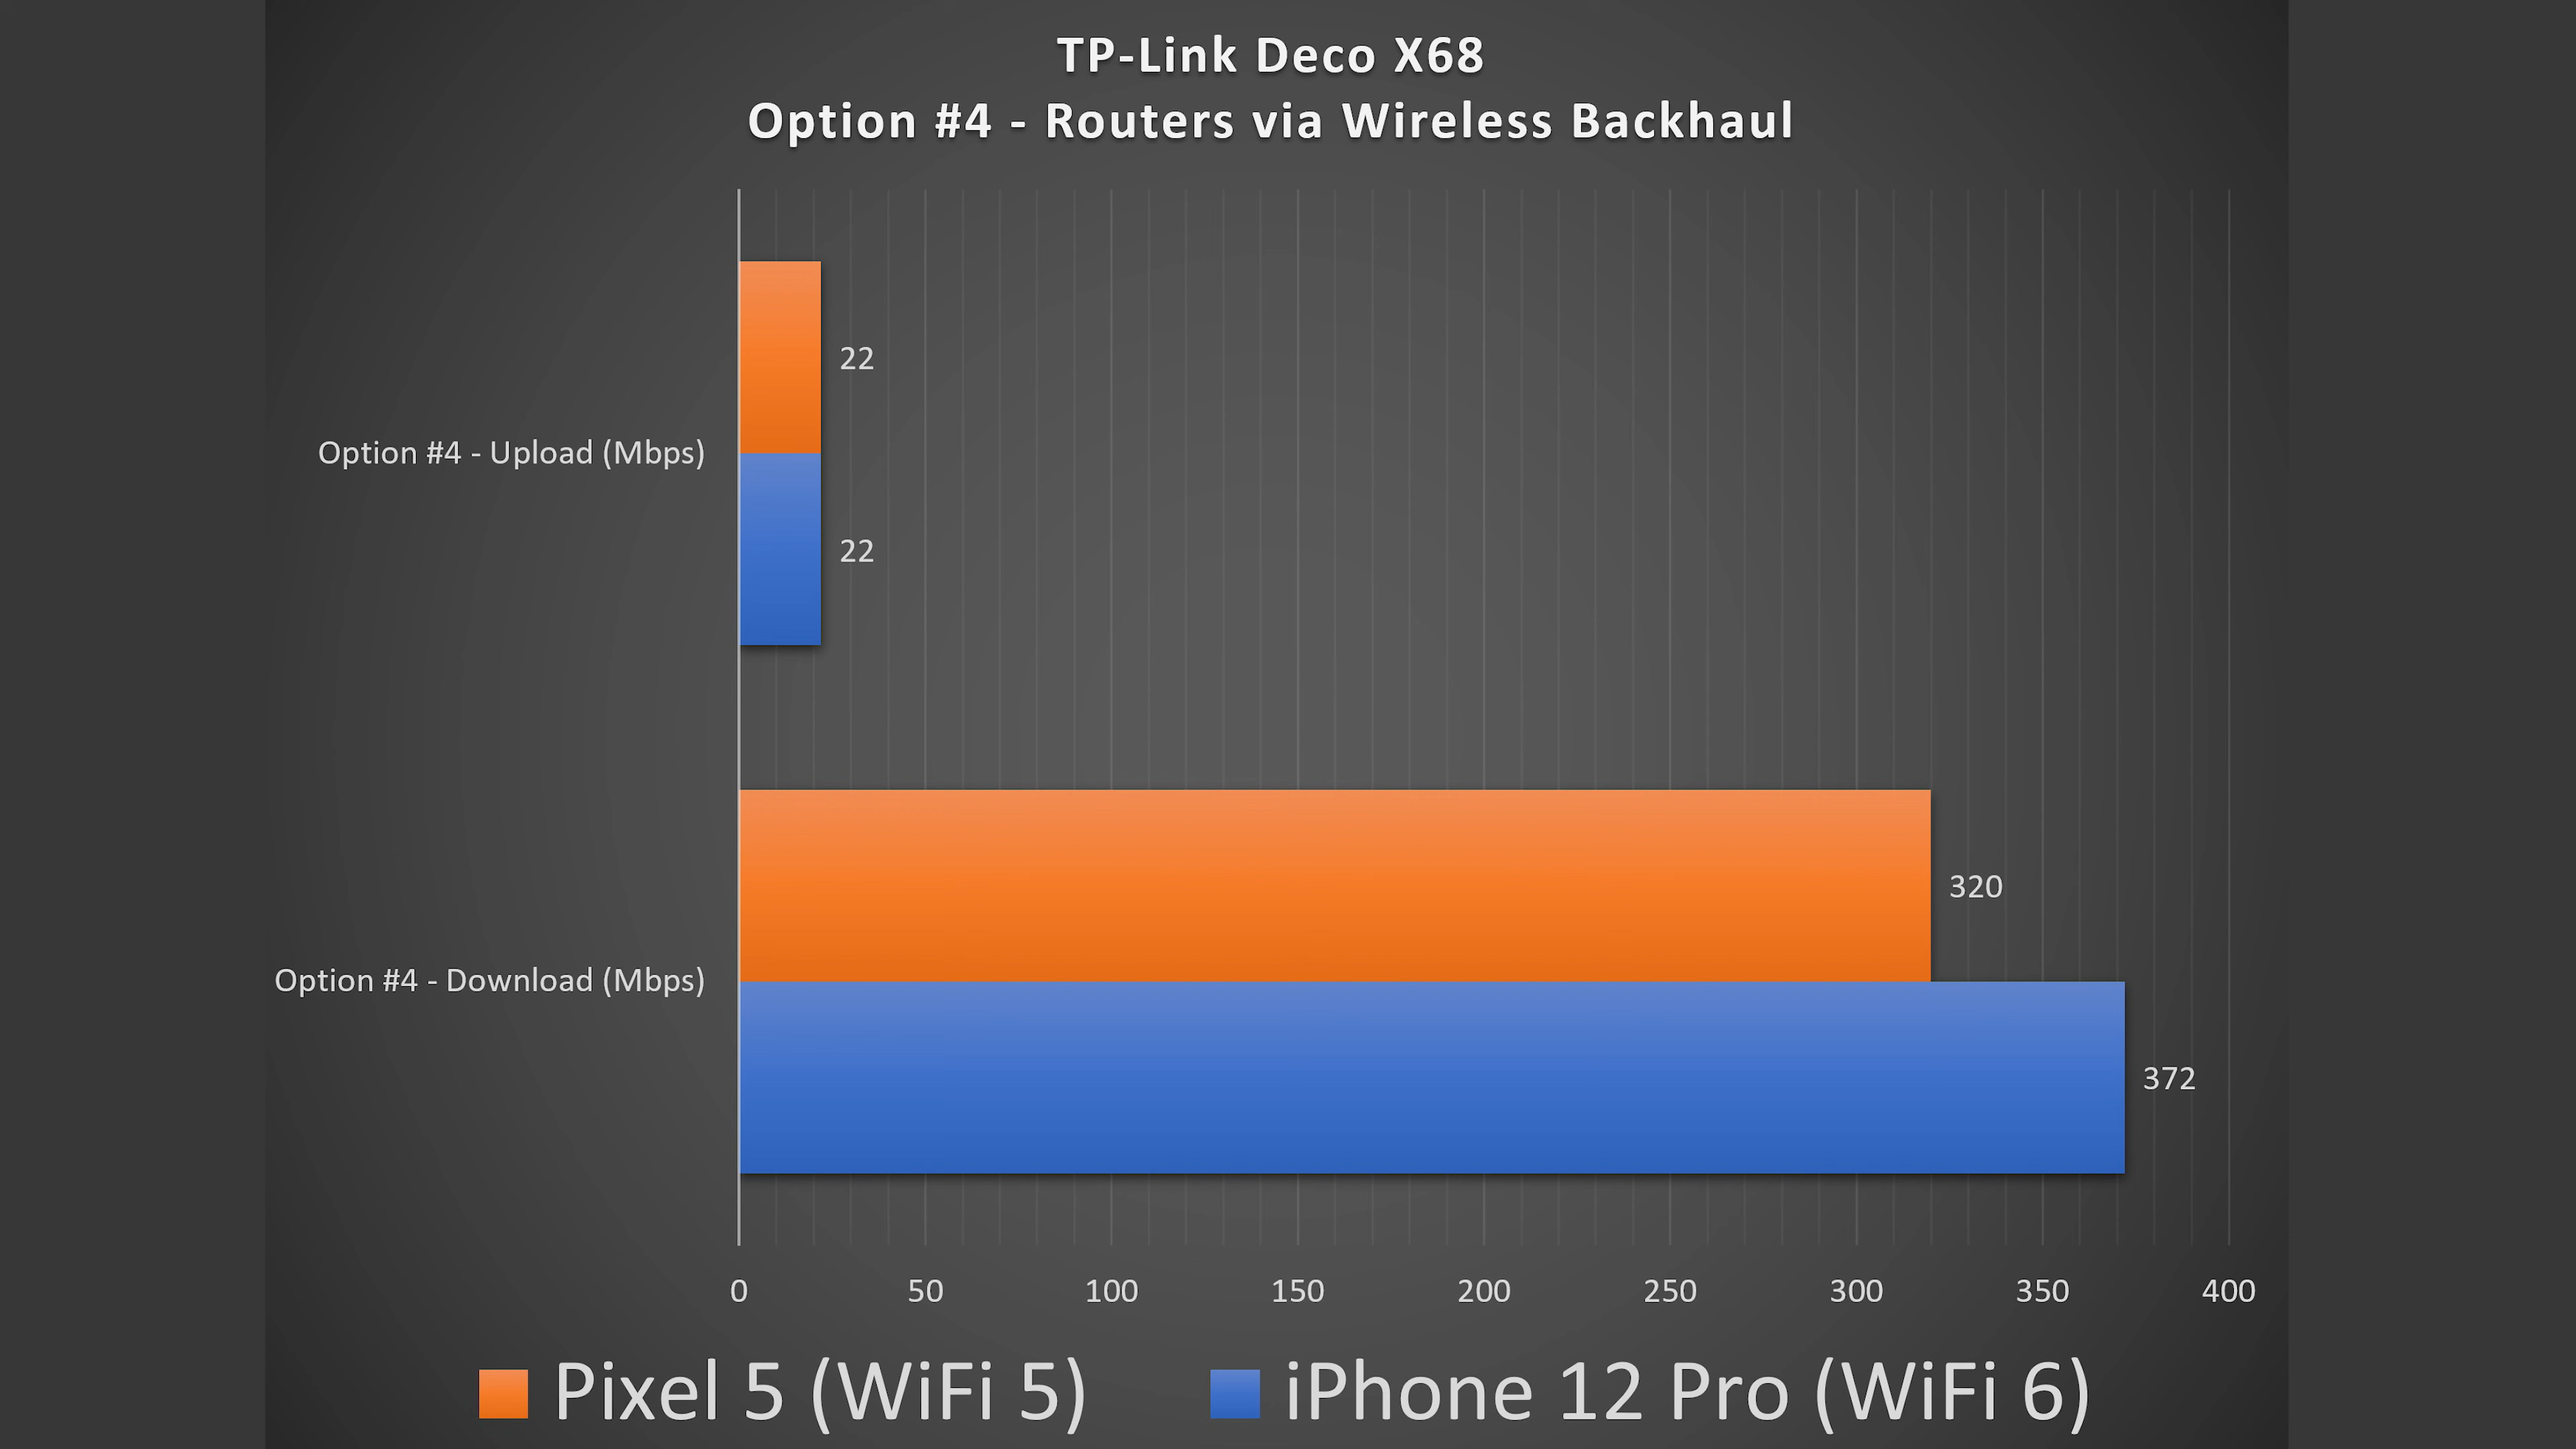 TP-Link Deco X68
Option #4 - Routers via Wireless Backhaul
22
Option #4 - Upload (Mbps)
22
320
Option #4 - Download (Mbps)
372
0 50 100 150 200 250 300 350 400
Pixel 5 (WiFi 5) iPhone 12 Pro (WiFi 6)